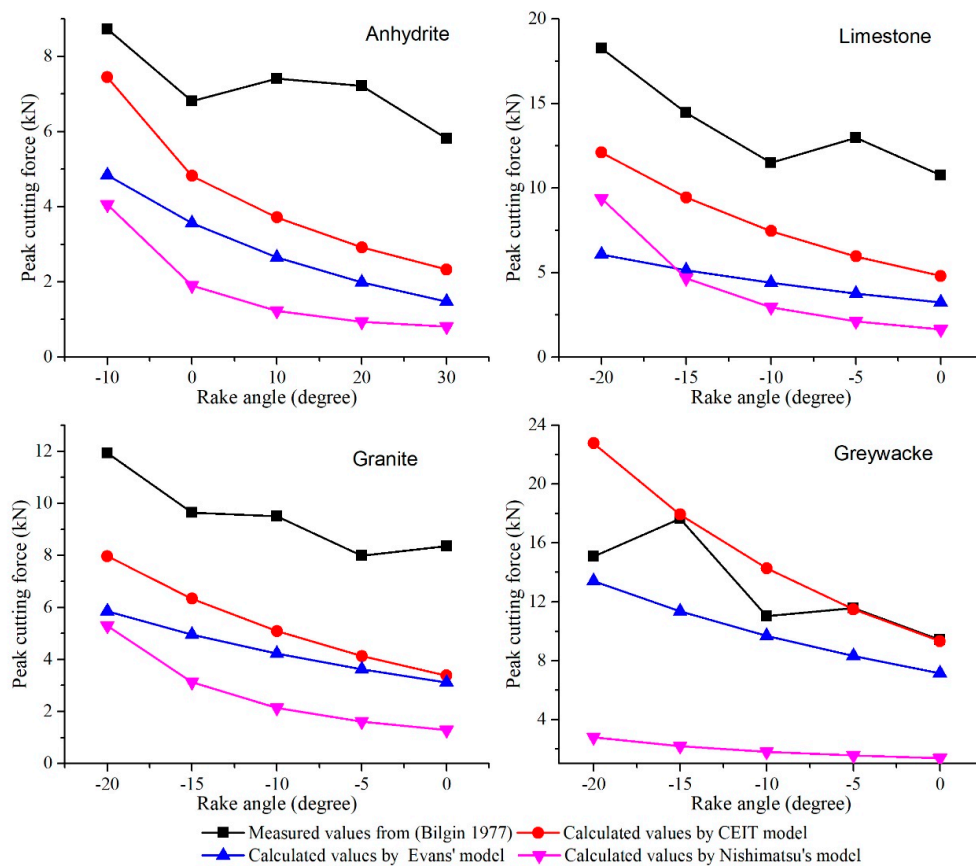 Anhydrite
Peak cutting force (kN)
8
6
4
2
0
-10 0 10 20 30
Rake angle (degree)
Limestone
Peak cutting force (kN)
20
15
10
5
0
-20 -15 -10 -5 0
Rake angle (degree)
Granite
Peak cutting force (kN)
12
10
8
6
4
2
0
-20 -15 -10 -5 0
Rake angle (degree)
Greywacke
Peak cutting force (kN)
24
20
16
12
8
4
-20 -15 -10 -5 0
Rake angle (degree)
Measured values from (Bilgin 1977) Calculated values by CEIT model
Calculated values by Evans' model Calculated values by Nishimatsu's model